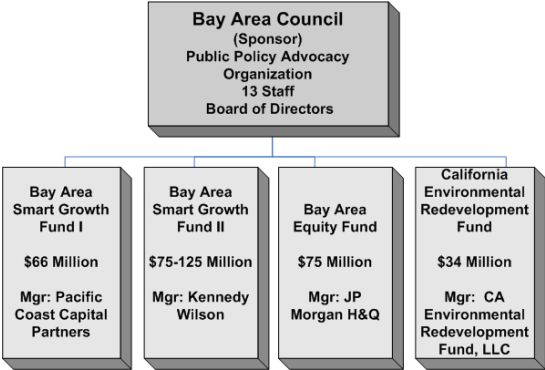 Bay Area Council
(Sponsor)
Public Policy Advocacy
Organization
13 Staff
Board of Directors
Bay Area
Smart Growth
Fund I
$66 Million
Mgr: Pacific
Coast Capital
Partners
Bay Area
Smart Growth
Fund II
$75-125 Million
Mgr: Kennedy
Wilson
Bay Area
Equity Fund
$75 Million
Mgr: JP
Morgan H&Q
California
Environmental
Redevelopment
Fund
$34 Million
Mgr: CA
Environmental
Redevelopment
Fund, LLC